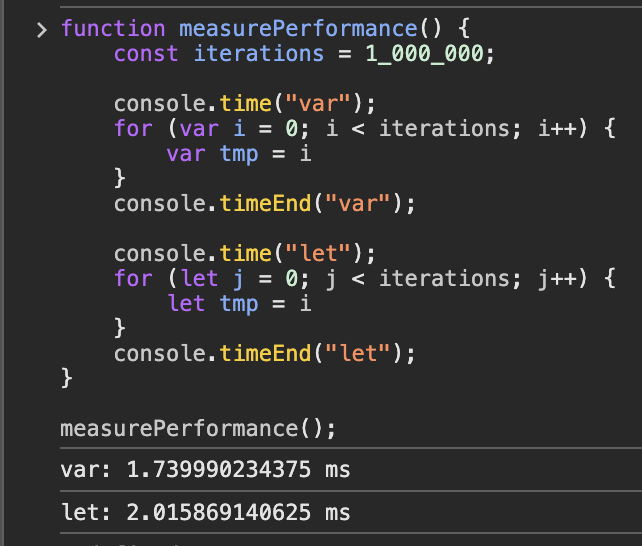 function measurePerformance() {
    const iterations = 1_000_000;

    console.time("var");
    for (var i = 0; i < iterations; i++) {
        var tmp = i
    }
    console.timeEnd("var");

    console.time("let");
    for (let j = 0; j < iterations; j++) {
        let tmp = i
    }
    console.timeEnd("let");
}

measurePerformance();
var: 1.739990234375 ms
let: 2.015869140625 ms